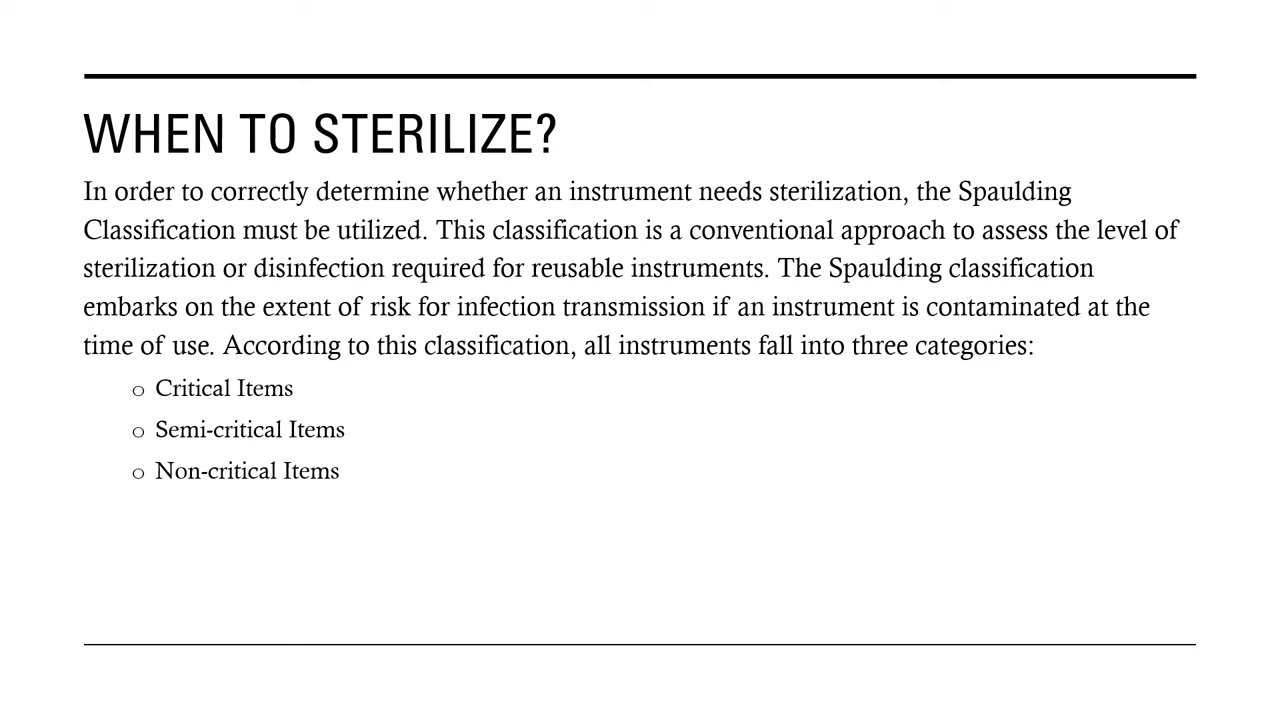 WHEN TO STERILIZE?
In order to correctly determine whether an instrument needs sterilization, the Spaulding
Classification must be utilized. This classification is a conventional approach to assess the level of
sterilization or disinfection required for reusable instruments. The Spaulding classification
embarks on the extent of risk for infection transmission if an instrument is contaminated at the
time of use. According to this classification, all instruments fall into three categories:
○ Critical Items
○ Semi-critical Items
○ Non-critical Items